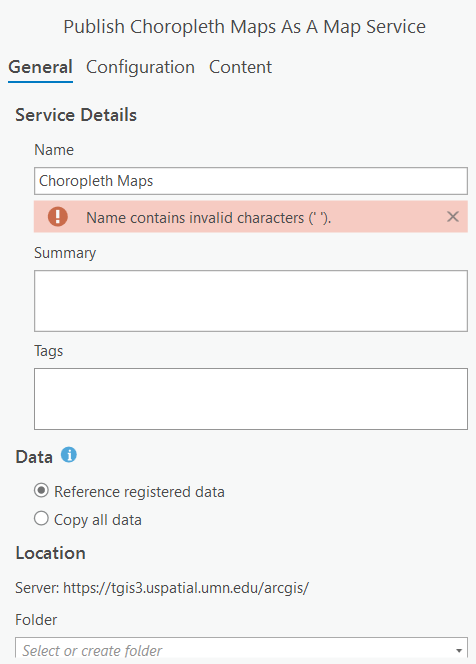 Publish Choropleth Maps As A Map Service
General Configuration Content
Service Details
Name
Choropleth Maps
Name contains invalid characters (' ').
Summary
Tags
Data
Reference registered data
Copy all data
Location
Server: https://tgis3.uspatial.umn.edu/arcgis/
Folder
Select or create folder